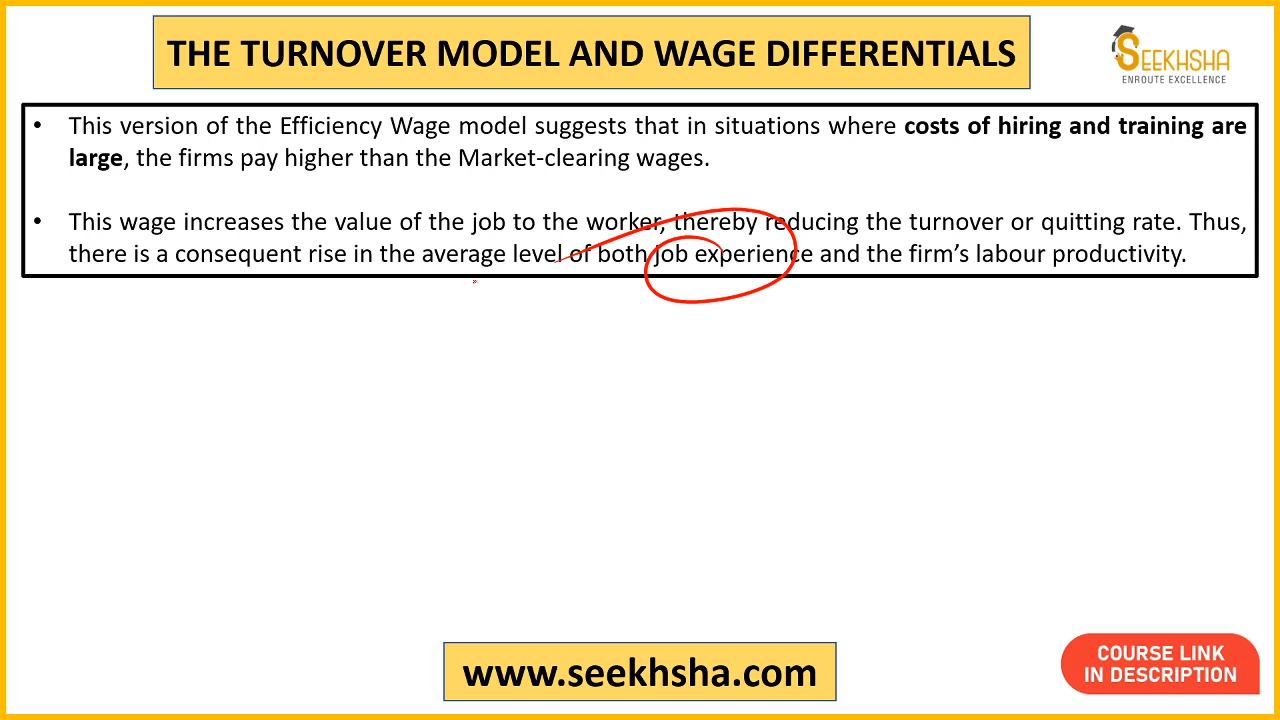 THE TURNOVER MODEL AND WAGE DIFFERENTIALS
SEEKHSHA
ENROUTE EXCELLENCE
• This version of the Efficiency Wage model suggests that in situations where costs of hiring and training are
large, the firms pay higher than the Market-clearing wages.
• This wage increases the value of the job to the worker, thereby reducing the turnover or quitting rate. Thus,
there is a consequent rise in the average level of both job experience and the firm’s labour productivity.
www.seekhsha.com
COURSE LINK
IN DESCRIPTION